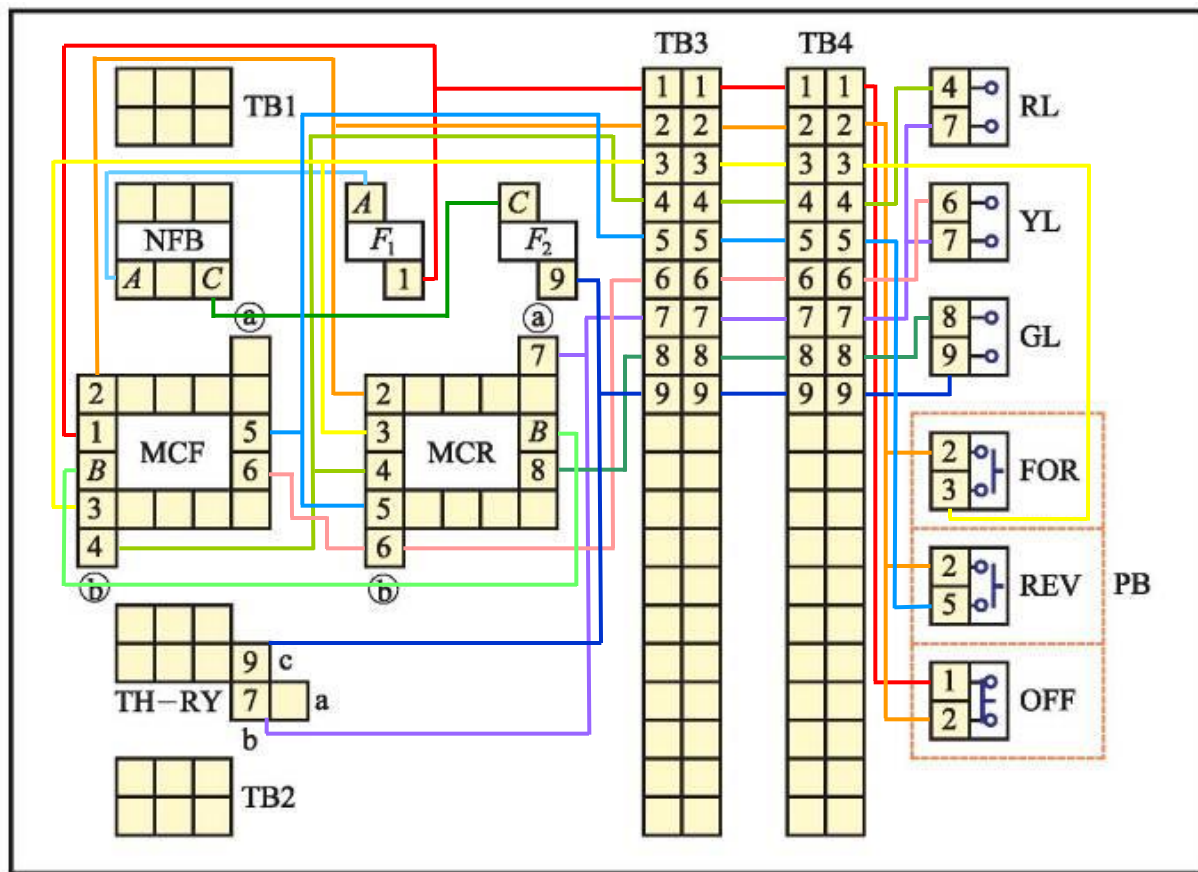 TB3 TB4
TB1
1 1 1 1 4 RL
2 2 2 2 7
3 3 3 3
A C 4 4 4 4 6 YL
NFB F1 F2 5 5 5 5 7
A C 1 9 6 6 6 6
ⓐ ⓐ 7 7 7 7 8 GL
7 8 8 8 8 9
2 2 9 9 9 9
1 MCF 5 3 MCR B 2 FOR
B 6 4 8 3
3 5
4 6 2 REV PB
ⓑ ⓑ 5
9 c
TH-RY 7 a 1 OFF
b 2
TB2